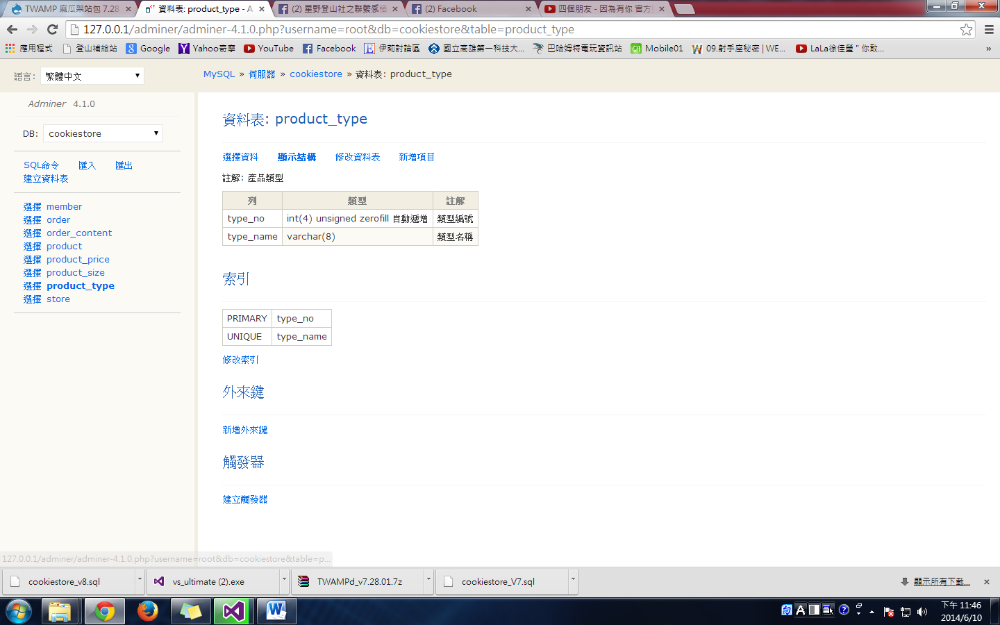 TWAMP 麻瓜架站包 7.28
資料表: product_type - A
(2) 星野登山社之聯繫感情
(2) Facebook
四個朋友 - 因為有你 官方
127.0.0.1/adminer/adminer-4.1.0.php?username=root&db=cookiestore&table=product_type
應用程式 登山補給站 Google Yahoo奇摩 YouTube Facebook 伊莉討論區 國立高雄第一科技大... 巴哈姆特電玩資訊站 Mobile01 09.射手座秘密 | WE... LaLa徐佳瑩 " 你敢... »
語言: 繁體中文
MySQL » 伺服器 » cookiestore » 資料表: product_type
Adminer 4.1.0
DB: cookiestore
SQL命令 匯入 匯出
建立資料表
選擇 member
選擇 order
選擇 order_content
選擇 product
選擇 product_price
選擇 product_size
選擇 product_type
選擇 store
資料表: product_type
選擇資料 顯示結構 修改資料表 新增項目
註解: 產品類型
列 類型 註解
type_no int(4) unsigned zerofill 自動遞增 類型編號
type_name varchar(8) 類型名稱
索引
PRIMARY type_no
UNIQUE type_name
修改索引
外來鍵
新增外來鍵
觸發器
建立觸發器
127.0.0.1/adminer/adminer-4.1.0.php?username=root&db=cookiestore&table=p...
cookiestore_v8.sql vs_ultimate (2).exe TWAMPd_v7.28.01.7z cookiestore_V7.sql 顯示所有下載...
下午 11:46
2014/6/10